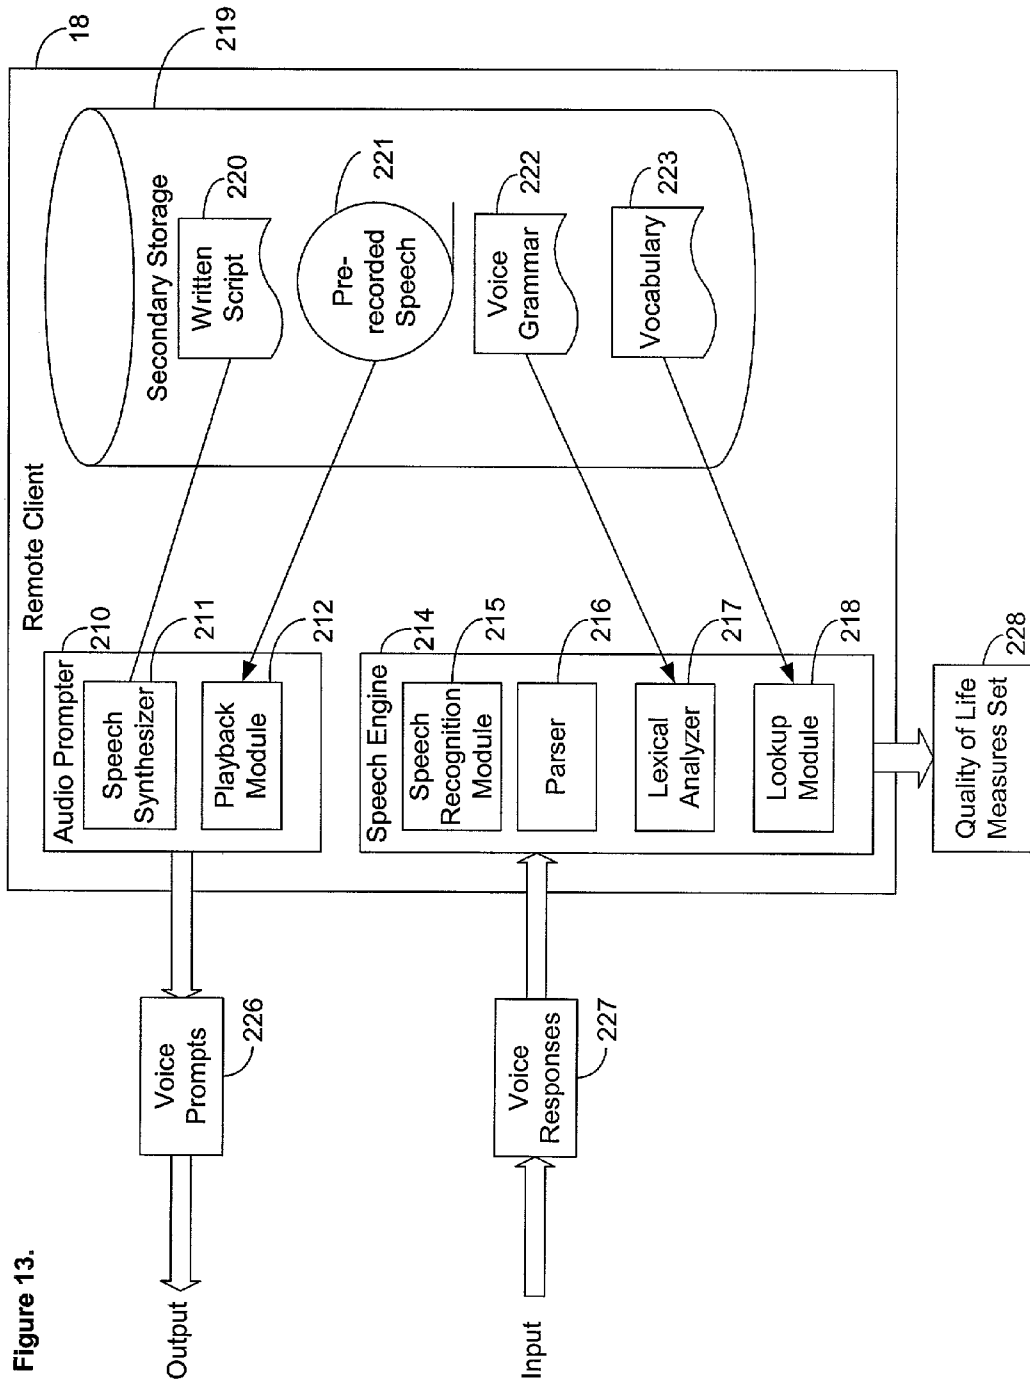 Figure 13.
Remote Client
18
Output
Voice
Prompts
226
Audio Prompter
210
Speech
Synthesizer
211
Playback
Module
212
Secondary Storage
219
Written
Script
220
Pre-
recorded
Speech
221
Voice
Grammar
222
Vocabulary
223
Input
Voice
Responses
227
Speech Engine
214
Speech
Recognition
Module
215
Parser
216
Lexical
Analyzer
217
Lookup
Module
218
Quality of Life
Measures Set
228